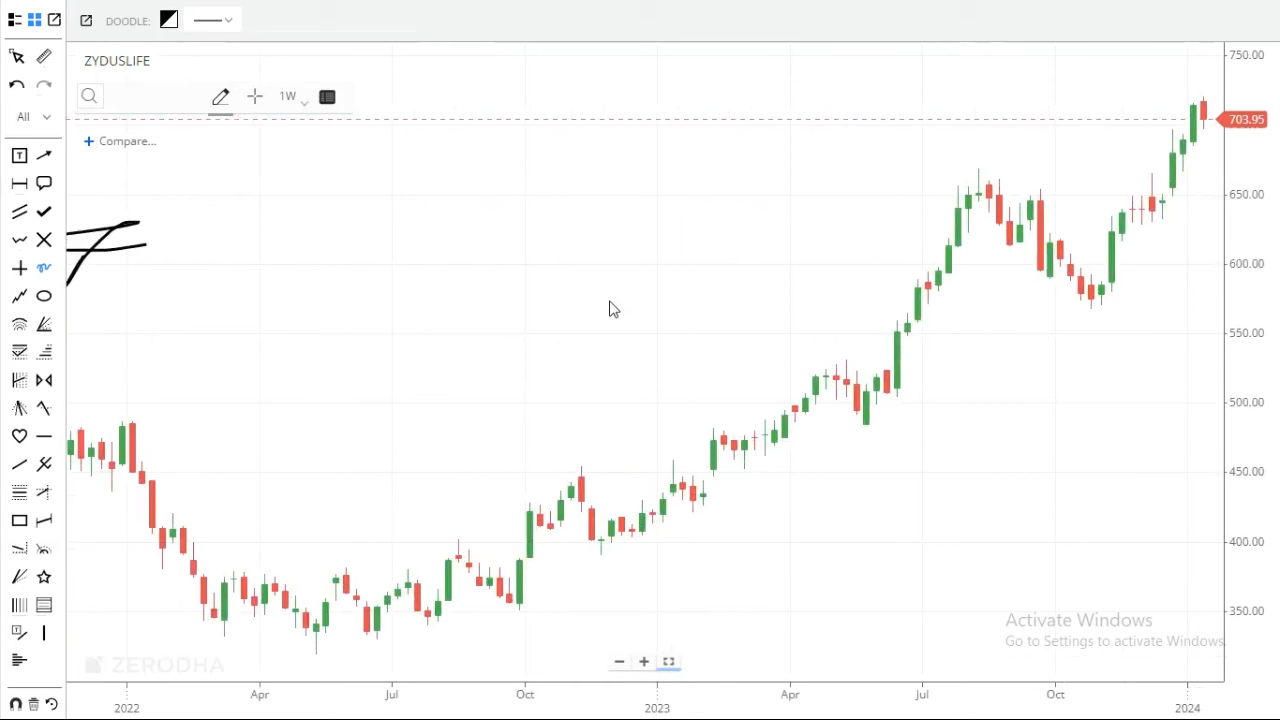 DOODLE:
ZYDUSLIFE
1W
Compare...
All
750.00
703.95
650.00
600.00
550.00
500.00
450.00
400.00
350.00
Activate Windows
Go to Settings to activate Windows.
ZERODHA
Apr Jul Oct Apr Jul Oct
2022 2023 2024